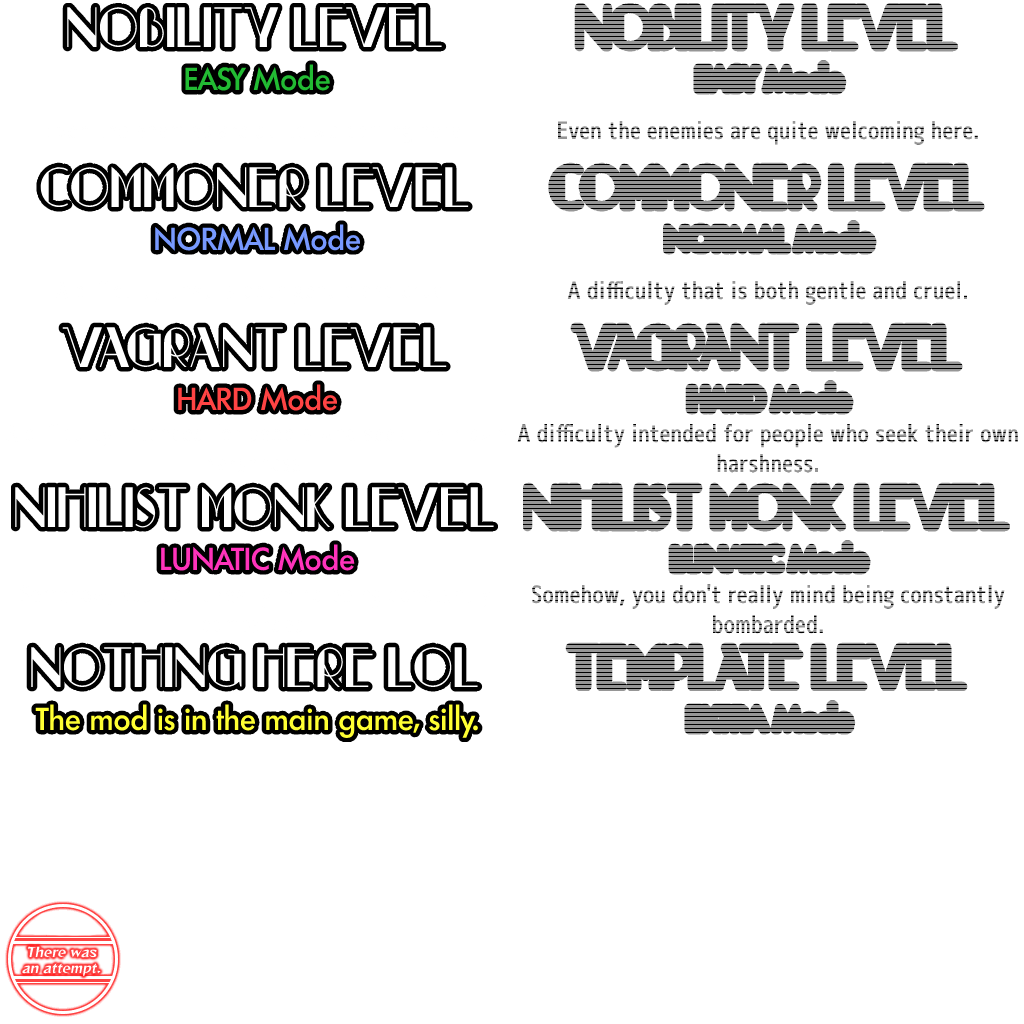 NOBILITY LEVEL
EASY Mode
NOBILITY LEVEL
EASY Mode
Even the enemies are quite welcoming here.
COMMONER LEVEL
NORMAL Mode
COMMONER LEVEL
NORMAL Mode
A difficulty that is both gentle and cruel.
VAGRANT LEVEL
HARD Mode
VAGRANT LEVEL
HARD Mode
A difficulty intended for people who seek their own
harshness.
NIHILIST MONK LEVEL
LUNATIC Mode
NIHILIST MONK LEVEL
LUNATIC Mode
Somehow, you don't really mind being constantly
bombarded.
NOTHING HERE LOL
The mod is in the main game, silly.
TEMPLATE LEVEL
EXTRA Mode
There was
an attempt.